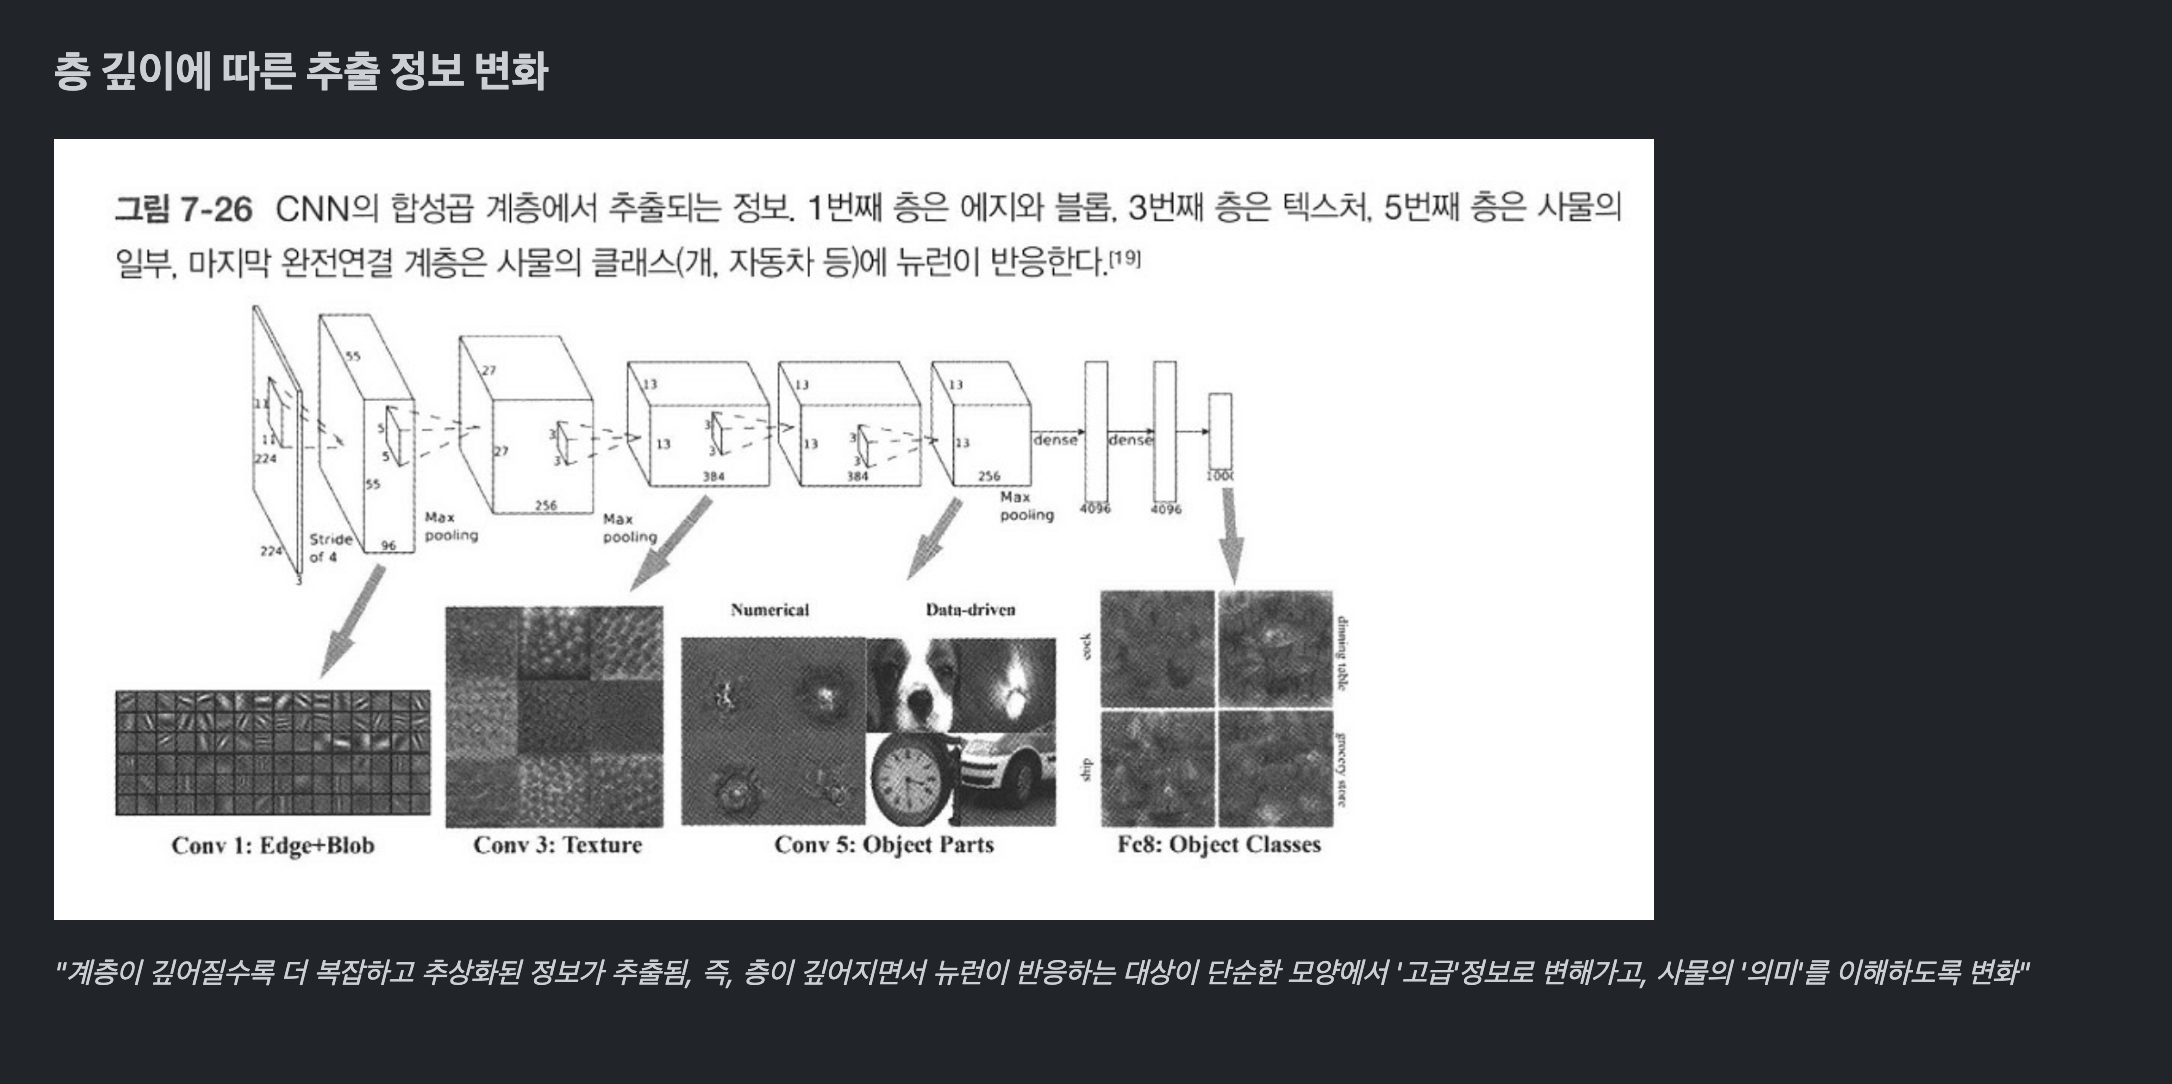 층 깊이에 따른 추출 정보 변화
그림 7-26 CNN의 합성곱 계층에서 추출되는 정보. 1번째 층은 에지와 블롭, 3번째 층은 텍스처, 5번째 층은 사물의
일부, 마지막 완전연결 계층은 사물의 클래스(개, 자동차 등)에 뉴런이 반응한다.[19]
11
11
224
224
3
Stride
of 4
55
5
5
55
96
Max
pooling
27
3
3
27
256
Max
pooling
13
3
3
13
384
13
3
3
13
384
13
13
256
Max
pooling
dense
4096
dense
4096
Numerical
Data-driven
cock
dinning table
ship
grocery store
Conv 1: Edge+Blob
Conv 3: Texture
Conv 5: Object Parts
Fc8: Object Classes
"계층이 깊어질수록 더 복잡하고 추상화된 정보가 추출됨, 즉, 층이 깊어지면서 뉴런이 반응하는 대상이 단순한 모양에서 '고급'정보로 변해가고, 사물의 '의미'를 이해하도록 변화"